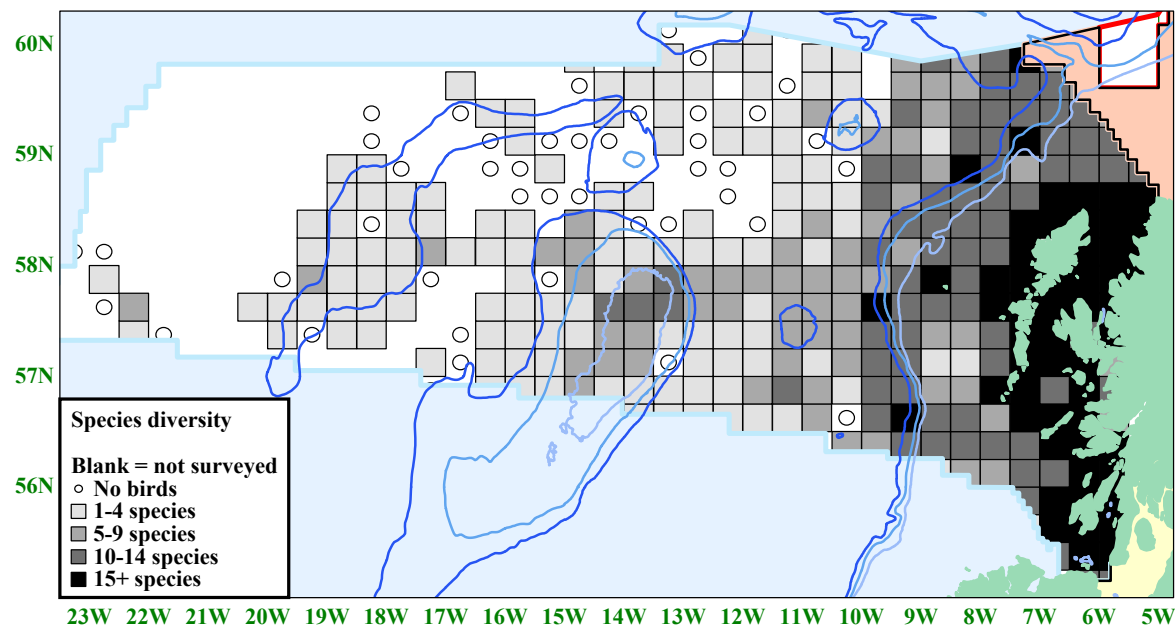 60N
59N
58N
57N
56N
Species diversity
Blank = not surveyed
No birds
1-4 species
5-9 species
10-14 species
15+ species
23W 22W 21W 20W 19W 18W 17W 16W 15W 14W 13W 12W 11W 10W 9W 8W 7W 6W 5W